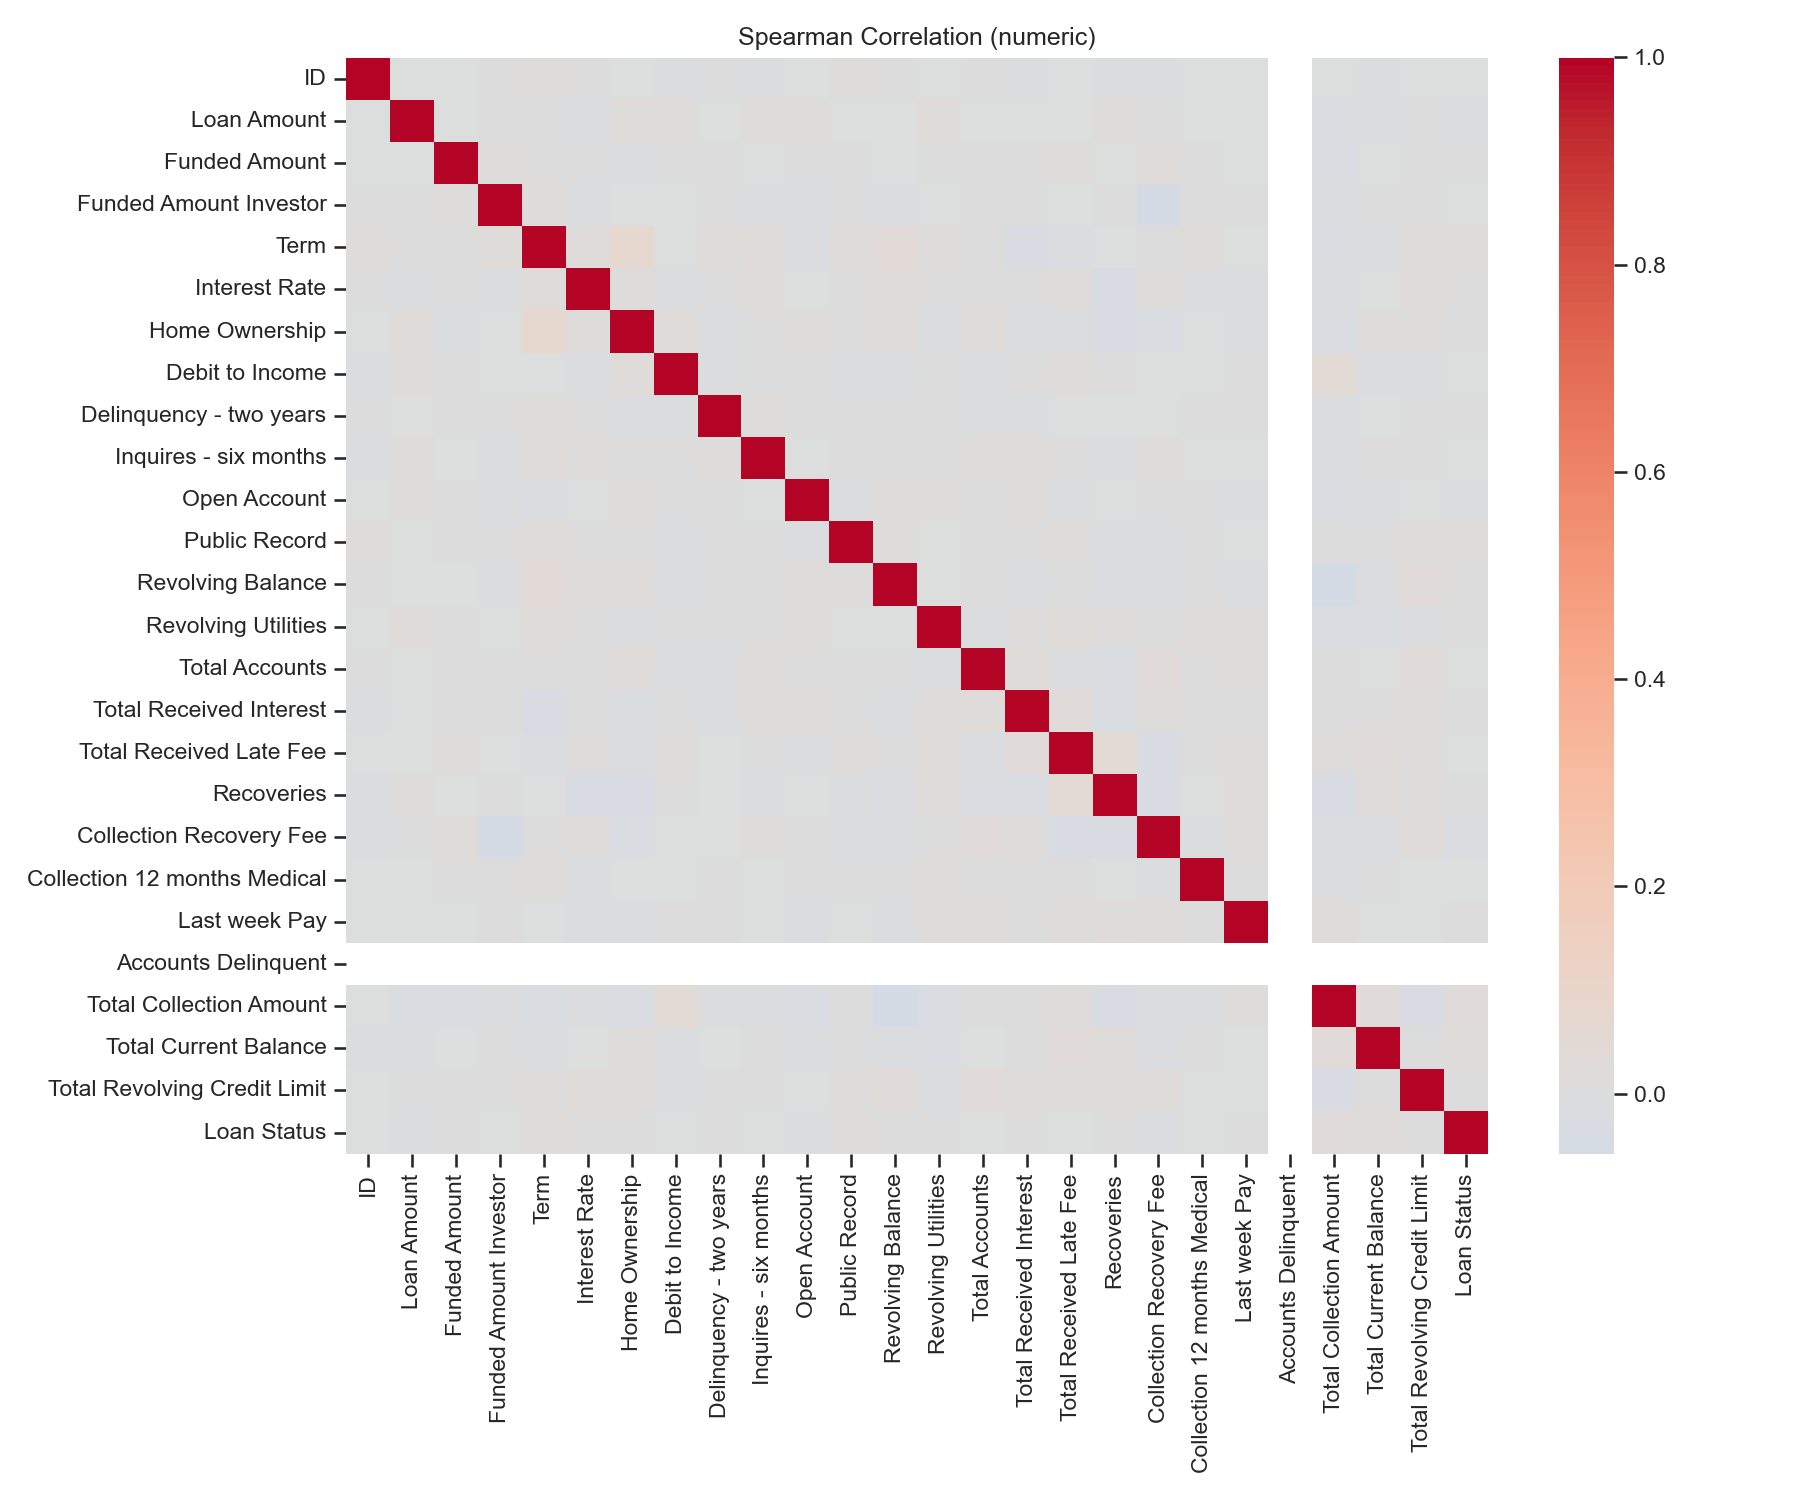 Spearman Correlation (numeric)
ID
Loan Amount
Funded Amount
Funded Amount Investor
Term
Interest Rate
Home Ownership
Debit to Income
Delinquency - two years
Inquires - six months
Open Account
Public Record
Revolving Balance
Revolving Utilities
Total Accounts
Total Received Interest
Total Received Late Fee
Recoveries
Collection Recovery Fee
Collection 12 months Medical
Last week Pay
Accounts Delinquent
Total Collection Amount
Total Current Balance
Total Revolving Credit Limit
Loan Status
ID
Loan Amount
Funded Amount
Funded Amount Investor
Term
Interest Rate
Home Ownership
Debit to Income
Delinquency - two years
Inquires - six months
Open Account
Public Record
Revolving Balance
Revolving Utilities
Total Accounts
Total Received Interest
Total Received Late Fee
Recoveries
Collection Recovery Fee
Collection 12 months Medical
Last week Pay
Accounts Delinquent
Total Collection Amount
Total Current Balance
Total Revolving Credit Limit
Loan Status
1.0
0.8
0.6
0.4
0.2
0.0